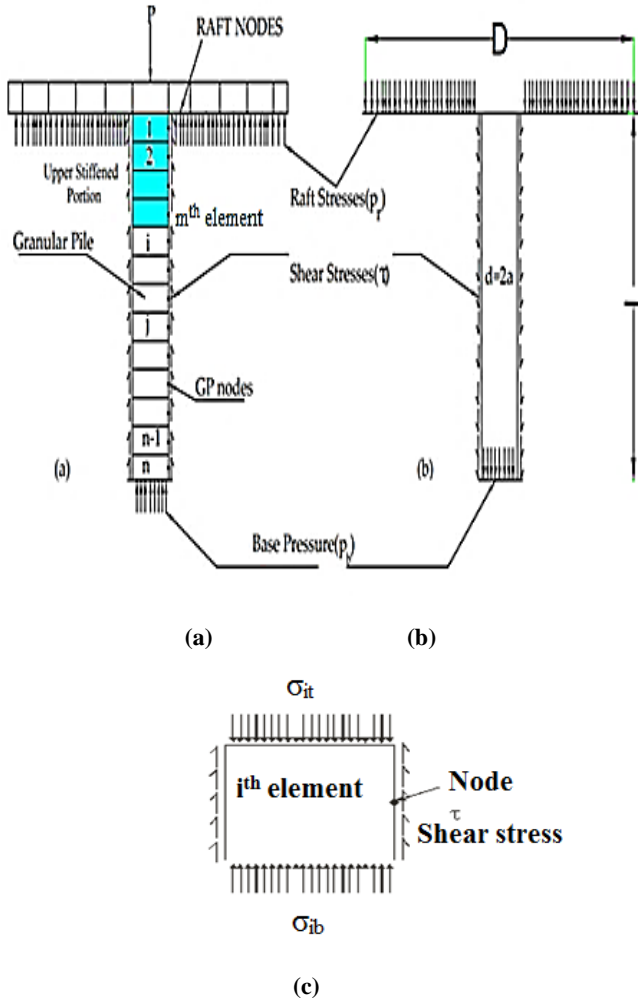 P
RAFT NODES
D
1
2
Upper Stiffened
Portion
mth element
Raft Stresses(pr)
i
Granular Pile
Shear Stresses(τ)
d=2a
j
GP nodes
n-1
n
(a)
(b)
Base Pressure(pb)
(a)
(b)
σit
ith element
Node
τ
Shear stress
σib
(c)